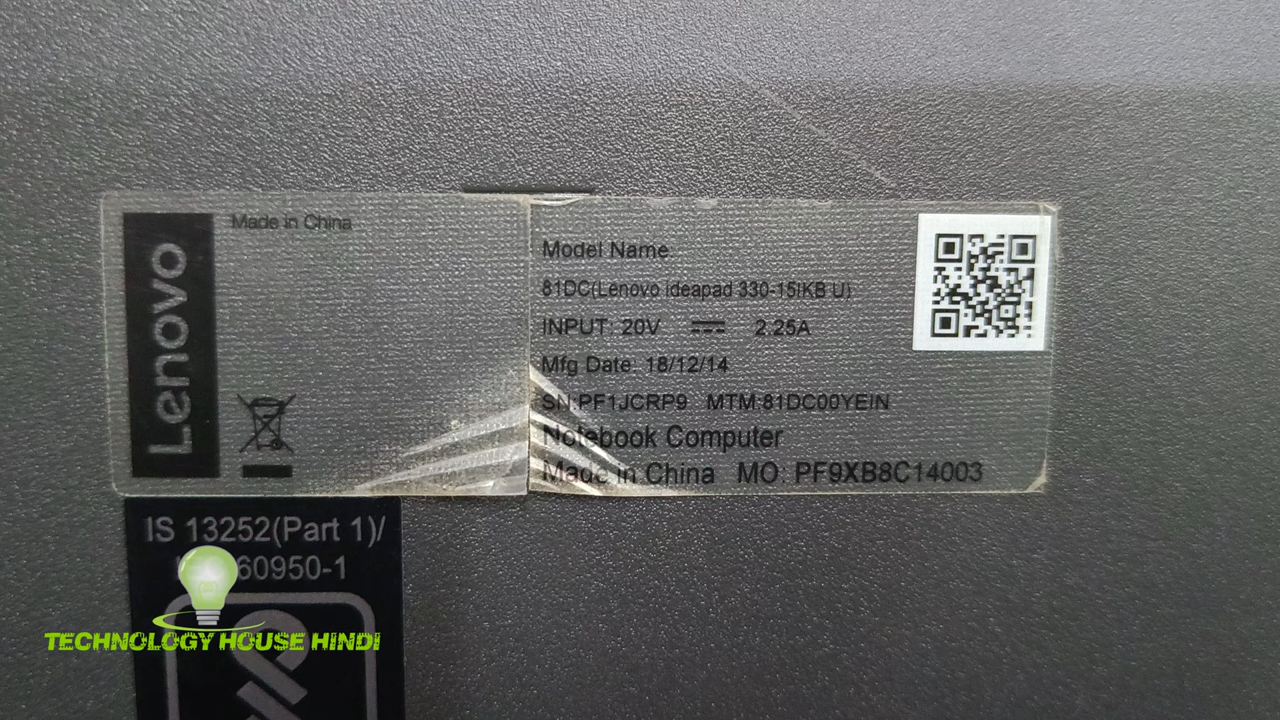 Lenovo
Made in China
Model Name:
81DC(Lenovo ideapad 330-15IKB U)
INPUT: 20V ⎓ 2.25A
Mfg Date: 18/12/14
SN:PF1JCRP9 MTM:81DC00YEIN
Notebook Computer
Made in China MO: PF9XB8C14003
IS 13252(Part 1)/
60950-1
TECHNOLOGY HOUSE HINDI